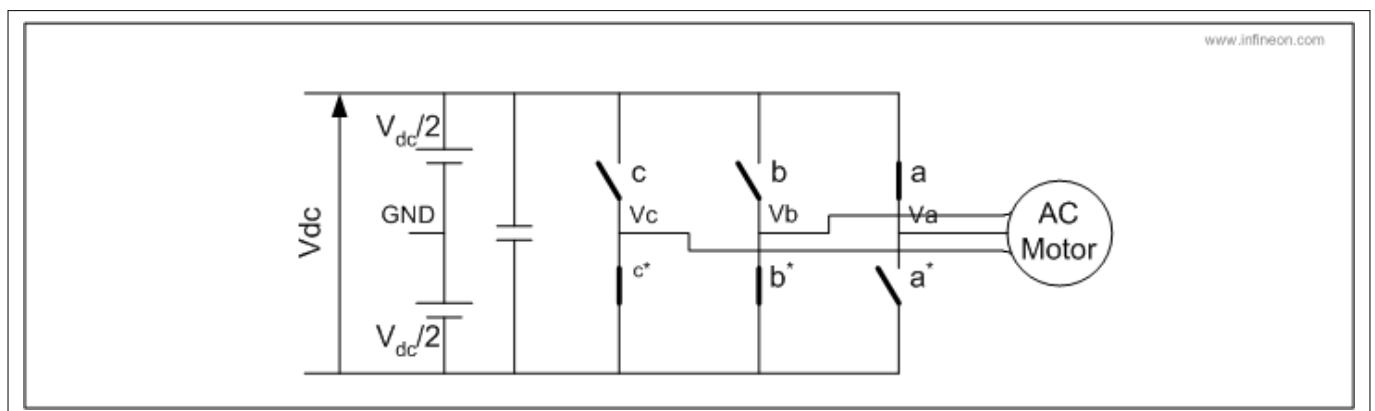 www.infineon.com
Vdc/2
c
b
a
GND
Vc
Vb
Va
AC
Motor
Vdc
c*
b*
a*
Vdc/2